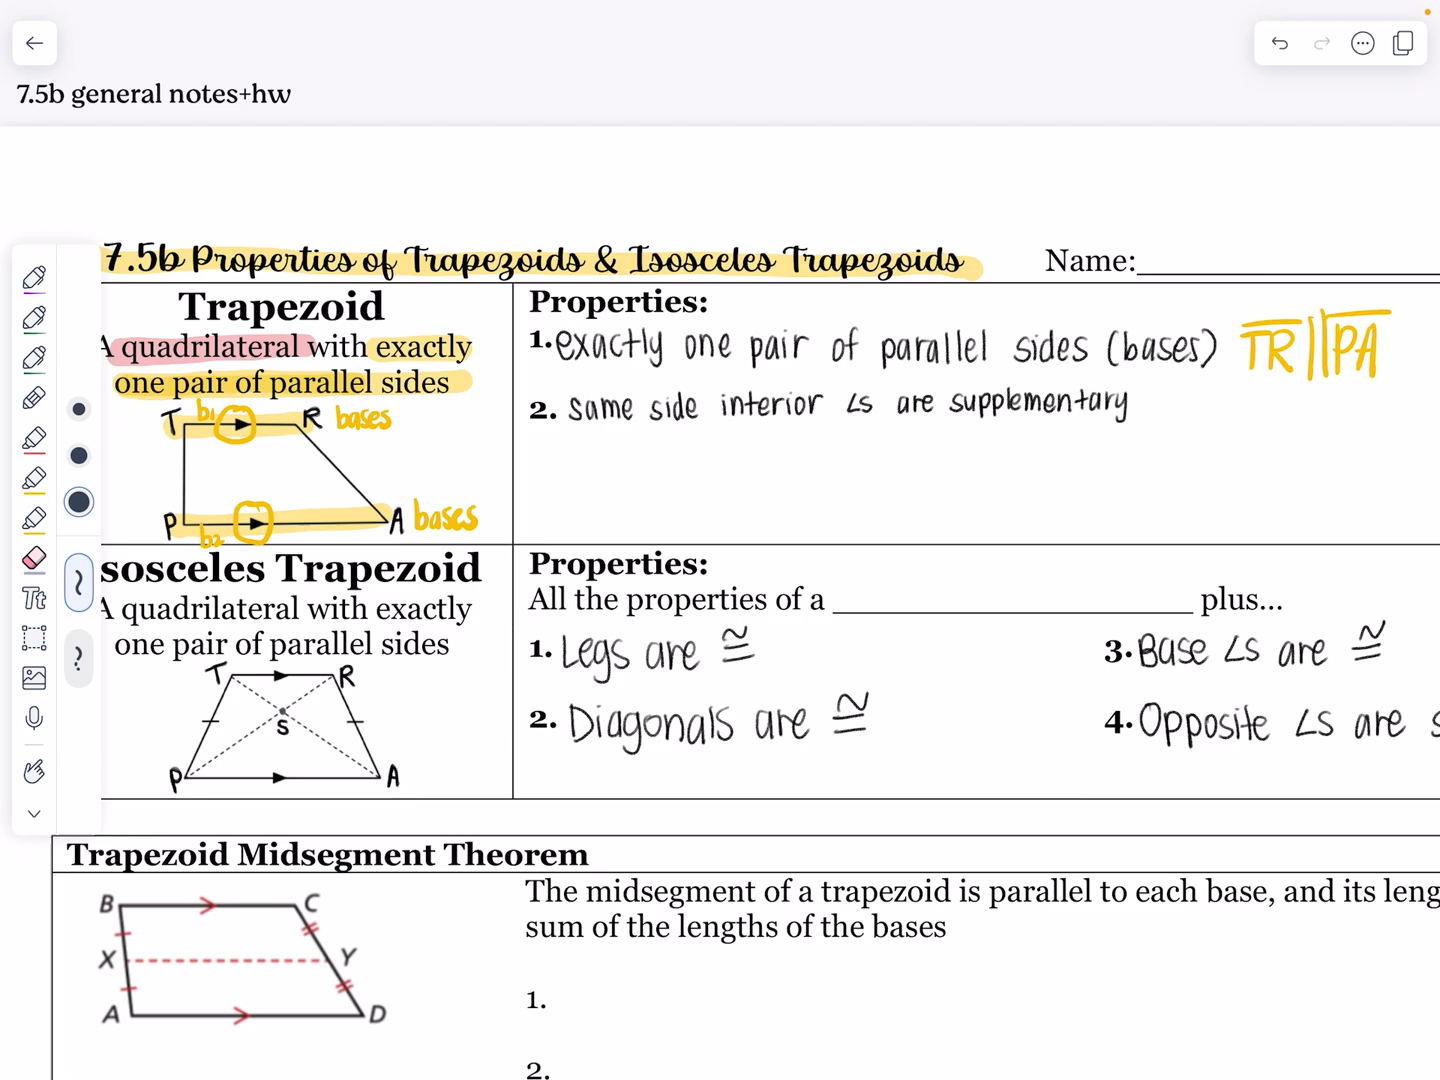 7.5b general notes+hw
7.5b Properties of Trapezoids & Isosceles Trapezoids
Name:
Trapezoid
A quadrilateral with exactly
one pair of parallel sides
T b1 R bases
P b2 A bases
Properties:
1. exactly one pair of parallel sides (bases) TR || PA
2. same side interior ∠s are supplementary
sosceles Trapezoid
A quadrilateral with exactly
one pair of parallel sides
T R
S
P A
Properties:
All the properties of a ________________________ plus...
1. Legs are ≅
3. Base ∠s are ≅
2. Diagonals are ≅
4. Opposite ∠s are s
Trapezoid Midsegment Theorem
B C
X Y
A D
The midsegment of a trapezoid is parallel to each base, and its leng
sum of the lengths of the bases
1.
2.
Tt
?